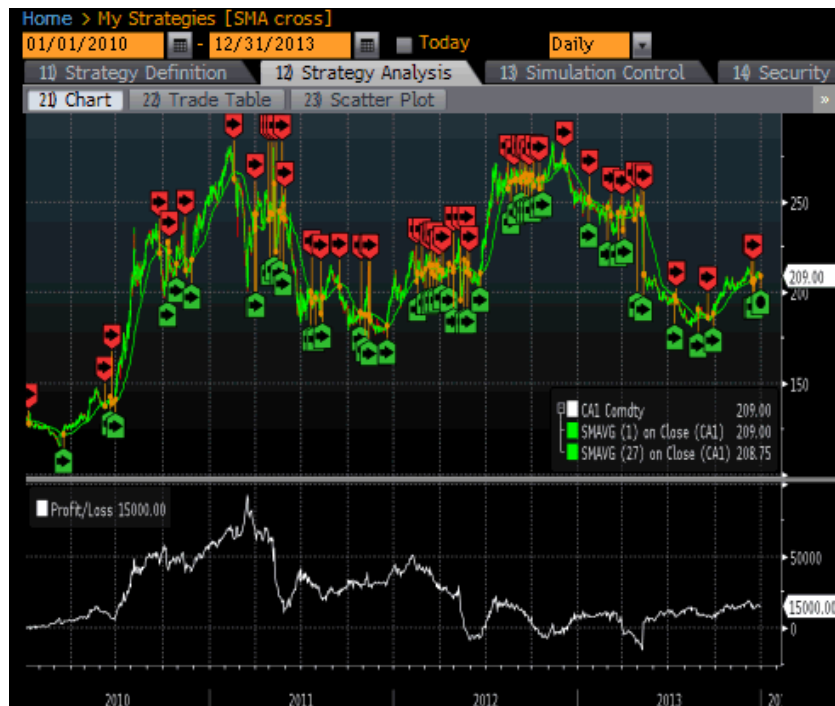 Home > My Strategies [SMA cross]
01/01/2010 - 12/31/2013 Today Daily
11) Strategy Definition 12) Strategy Analysis 13) Simulation Control 14) Security
21) Chart 22) Trade Table 23) Scatter Plot »
250
209.00
200
150
CA1 Comdty 209.00
SMAVG (1) on Close (CA1) 209.00
SMAVG (27) on Close (CA1) 208.75
Profit/Loss 15000.00
50000
15000.00
0
2010 2011 2012 2013 20